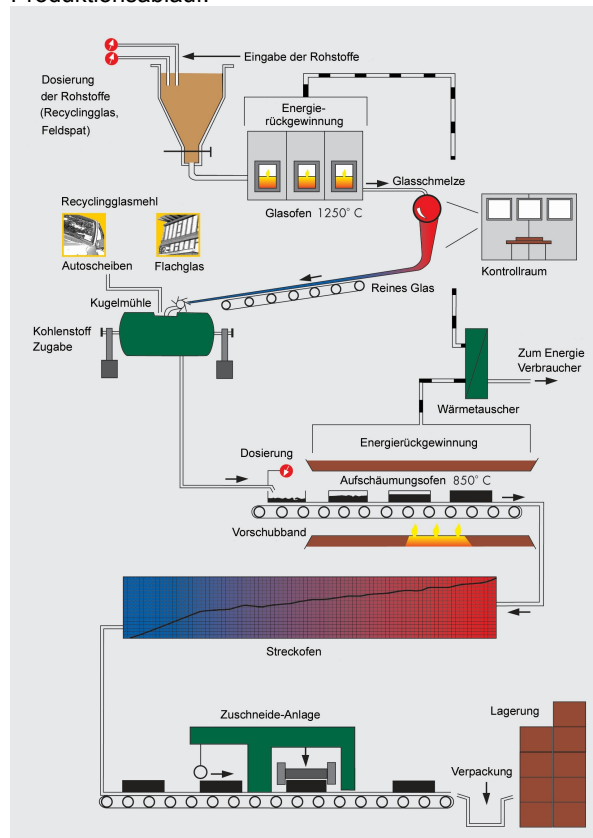 Produktionsablauf:
Eingabe der Rohstoffe
Dosierung
der Rohstoffe
(Recyclingglas,
Feldspat)
Energie-
rückgewinnung
Glasschmelze
Glasofen 1250° C
Recyclingglasmehl
Autoscheiben
Flachglas
Kontrollraum
Reines Glas
Kugelmühle
Kohlenstoff
Zugabe
Zum Energie
Verbraucher
Wärmetauscher
Energierückgewinnung
Dosierung
Aufschäumungsofen 850° C
Vorschubband
Streckofen
Zuschneide-Anlage
Lagerung
Verpackung